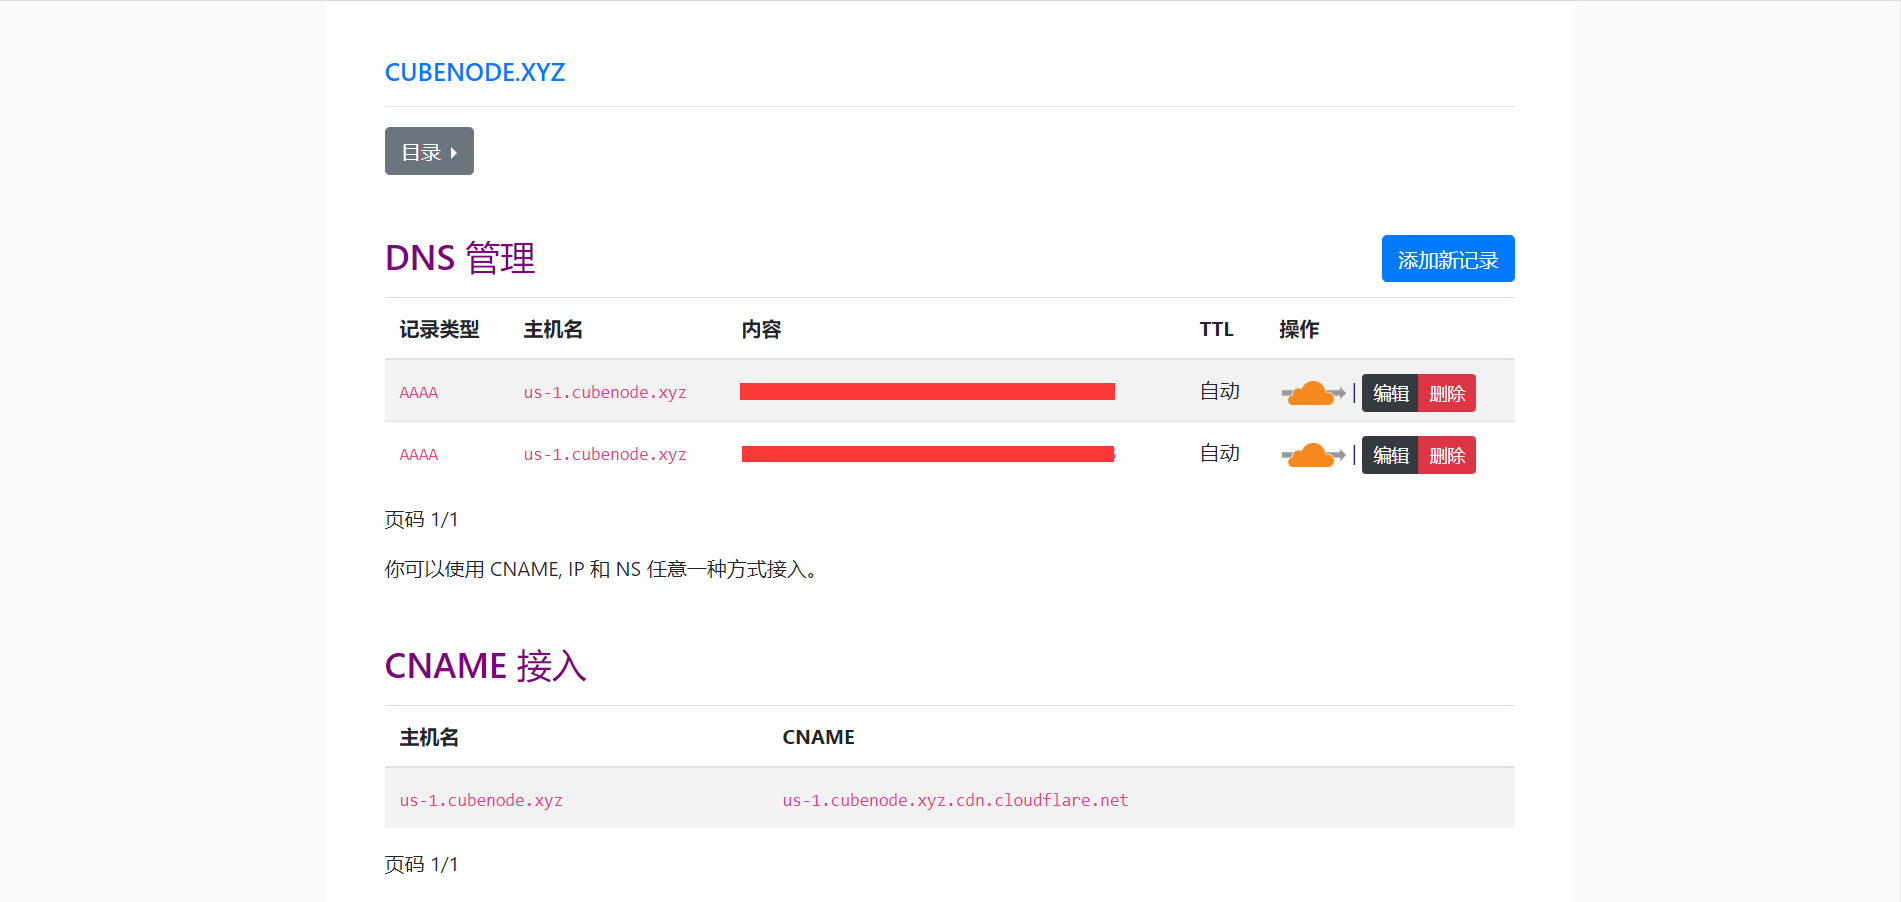 CUBENODE.XYZ
目录
DNS 管理
添加新记录
记录类型 主机名 内容 TTL 操作
AAAA us-1.cubenode.xyz 自动 | 编辑 删除
AAAA us-1.cubenode.xyz 自动 | 编辑 删除
页码 1/1
你可以使用 CNAME, IP 和 NS 任意一种方式接入。
CNAME 接入
主机名 CNAME
us-1.cubenode.xyz us-1.cubenode.xyz.cdn.cloudflare.net
页码 1/1